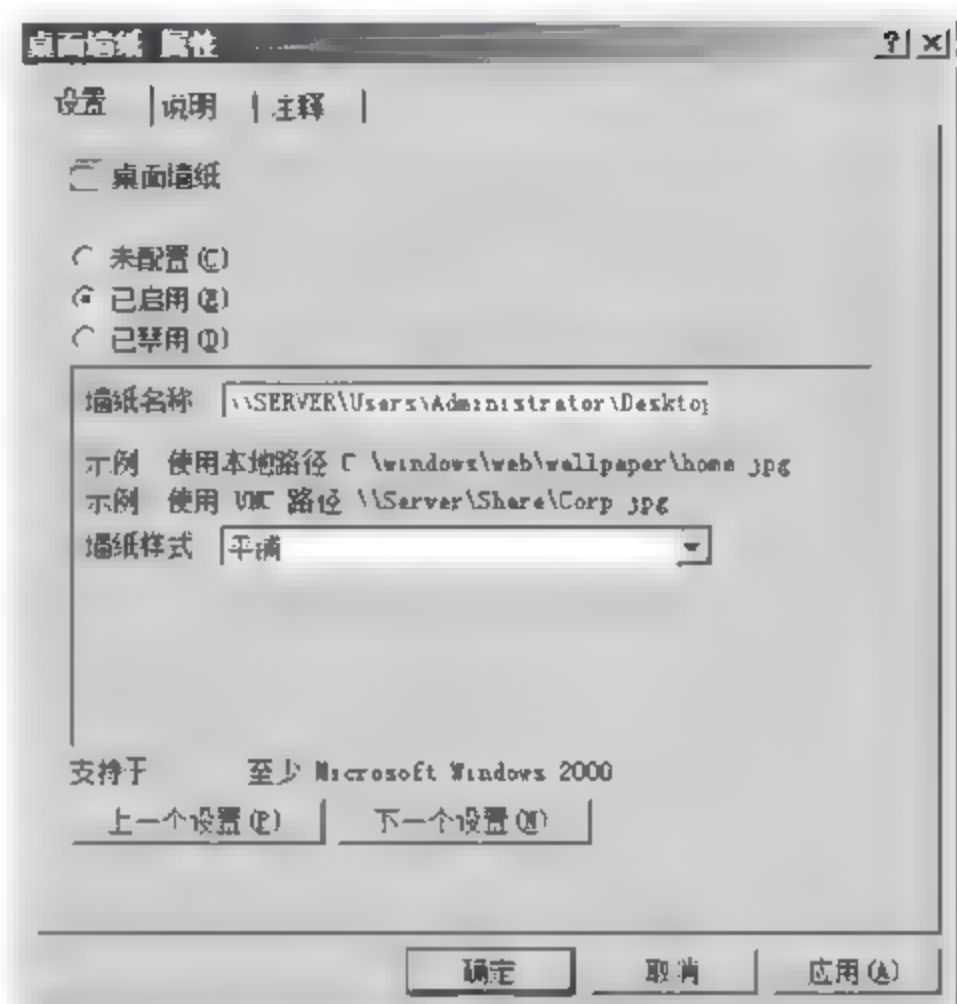 桌面墙纸 属性
设置 说明 主释
桌面墙纸
未配置(C)
已启用(E)
已禁用(D)
墙纸名称 \\SERVER\Users\Administrator\Desktop
示例 使用本地路径 C \windows\web\wallpaper\home jpg
示例 使用 UNC 路径 \\Server\Share\Corp jpg
墙纸样式 平铺
支持于 至少 Microsoft Windows 2000
上一个设置(P) 下一个设置(N)
确定 取消 应用(A)